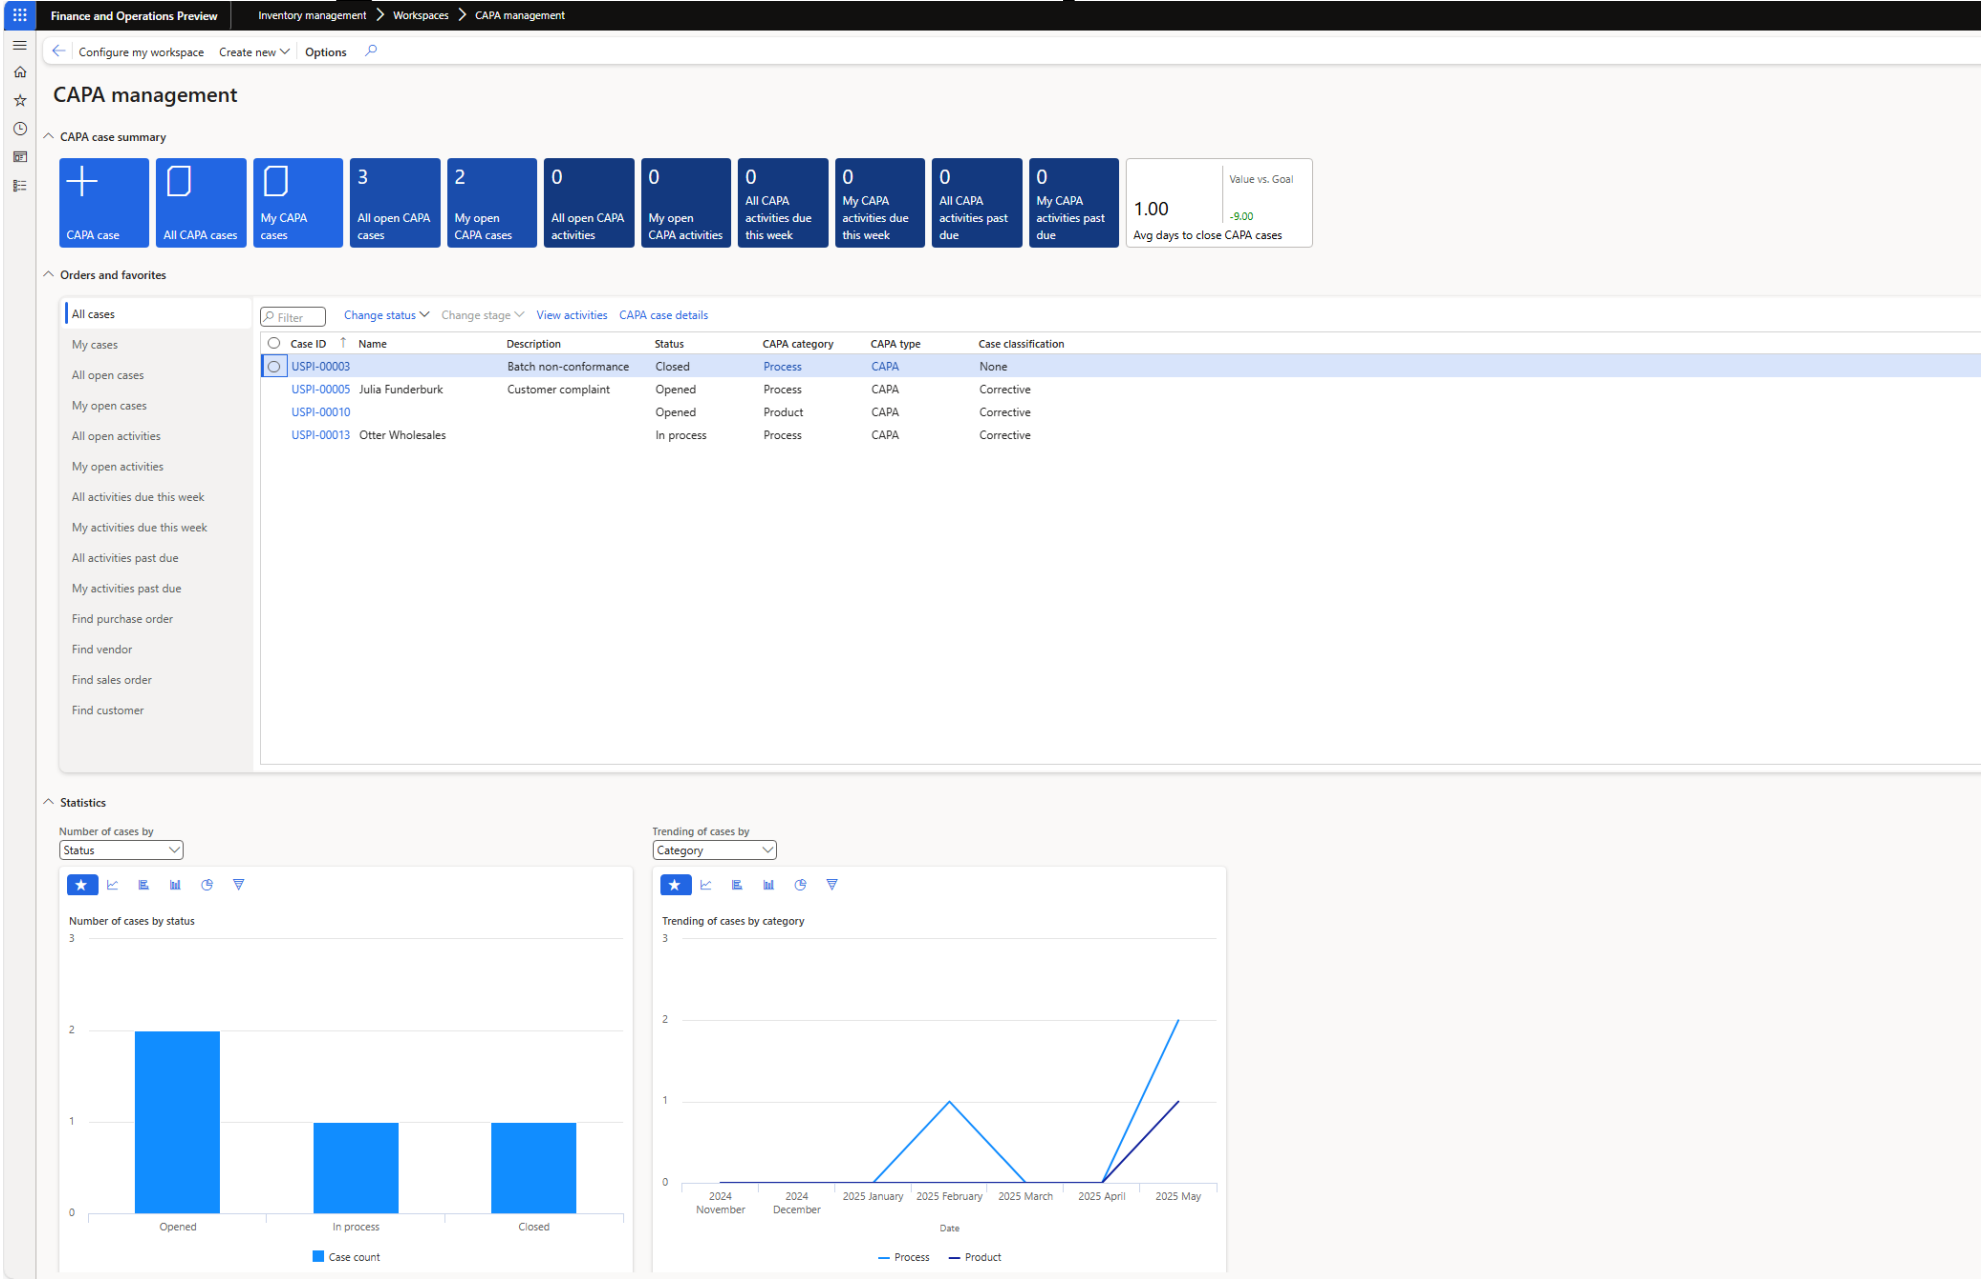 Finance and Operations Preview
Inventory management > Workspaces > CAPA management
Configure my workspace Create new Options
CAPA management
CAPA case summary
CAPA case
All CAPA cases
My CAPA
cases
3
All open CAPA
cases
2
My open
CAPA cases
0
All open CAPA
activities
0
My open
CAPA activities
0
All CAPA
activities due
this week
0
My CAPA
activities due
this week
0
All CAPA
activities past
due
0
My CAPA
activities past
due
Value vs. Goal
1.00
-9.00
Avg days to close CAPA cases
Orders and favorites
All cases
My cases
All open cases
My open cases
All open activities
My open activities
All activities due this week
My activities due this week
All activities past due
My activities past due
Find purchase order
Find vendor
Find sales order
Find customer
Filter Change status Change stage View activities CAPA case details
Case ID Name Description Status CAPA category CAPA type Case classification
USPI-00003 Batch non-conformance Closed Process CAPA None
USPI-00005 Julia Funderburk Customer complaint Opened Process CAPA Corrective
USPI-00010 Opened Product CAPA Corrective
USPI-00013 Otter Wholesales In process Process CAPA Corrective
Statistics
Number of cases by
Status
Number of cases by status
3
2
1
0
Opened In process Closed
Case count
Trending of cases by
Category
Trending of cases by category
3
2
1
0
2024 November 2024 December 2025 January 2025 February 2025 March 2025 April 2025 May
Date
Process Product